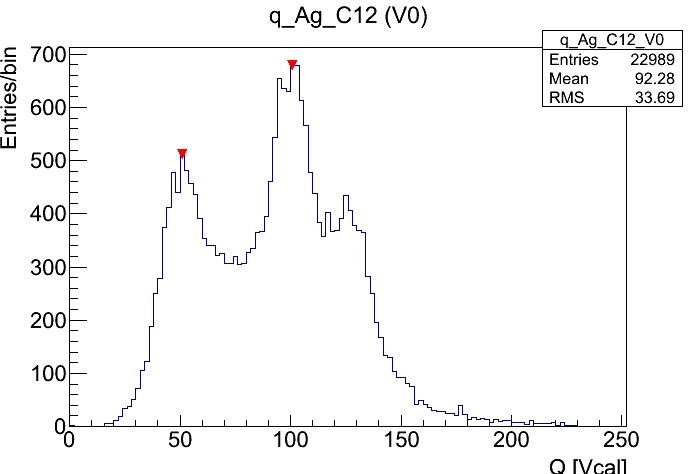 q_Ag_C12 (V0)
q_Ag_C12_V0
Entries 22989
Mean 92.28
RMS 33.69
Entries/bin
700
600
500
400
300
200
100
0
0 50 100 150 200 250
Q [Vcal]